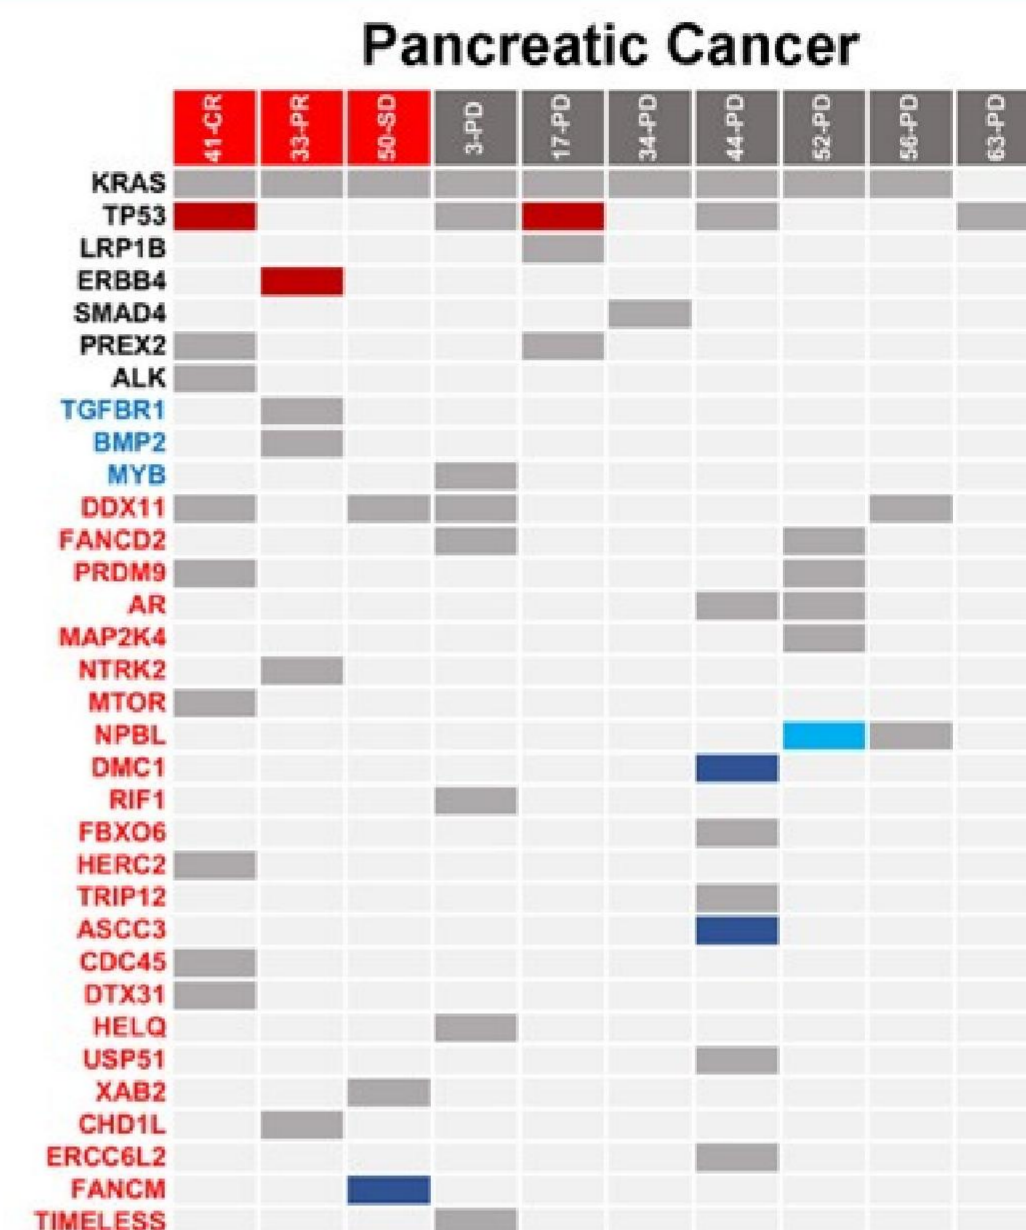 Pancreatic Cancer
41-CR 33-PR 50-SD 3-PD 17-PD 34-PD 44-PD 52-PD 56-PD 63-PD
KRAS
TP53
LRP1B
ERBB4
SMAD4
PREX2
ALK
TGFBR1
BMP2
MYB
DDX11
FANCD2
PRDM9
AR
MAP2K4
NTRK2
MTOR
NPBL
DMC1
RIF1
FBXO6
HERC2
TRIP12
ASCC3
CDC45
DTX31
HELQ
USP51
XAB2
CHD1L
ERCC6L2
FANCM
TIMELESS